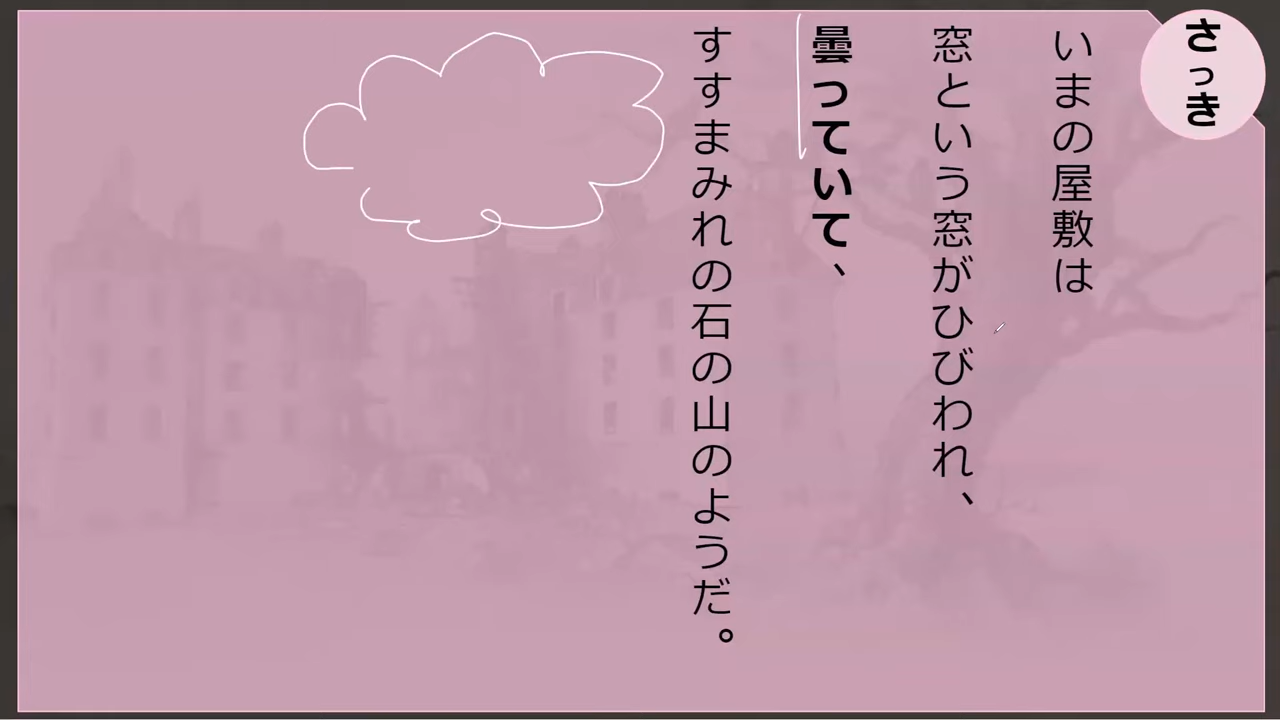 さっき
いまの屋敷は
窓という窓がひびわれ、
曇っていて、
すすまみれの石の山のようだ。